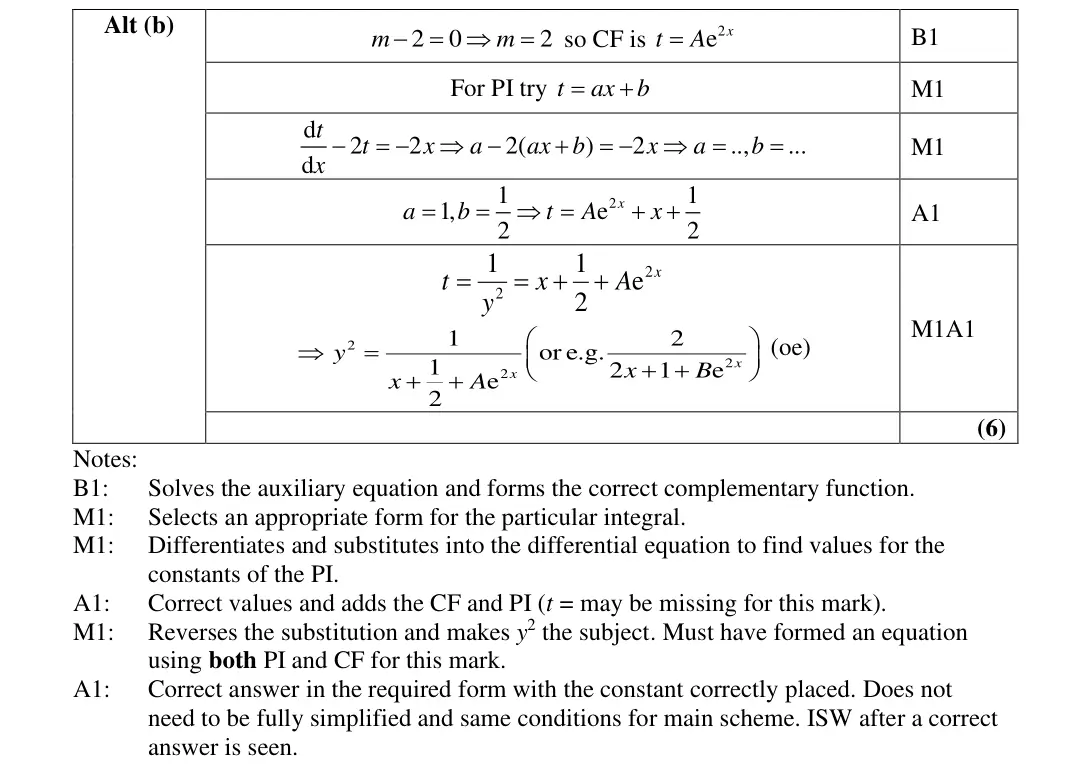 Alt (b)
m − 2 = 0 ⇒ m = 2 so CF is t = Ae^{2x} B1
For PI try t = ax + b M1
dt/dx − 2t = −2x ⇒ a − 2(ax + b) = −2x ⇒ a = .., b = ... M1
a = 1, b = 1/2 ⇒ t = Ae^{2x} + x + 1/2 A1
t = 1/y² = x + 1/2 + Ae^{2x}
⇒ y² = 1/(x + 1/2 + Ae^{2x}) (or e.g. 2/(2x + 1 + Be^{2x})) (oe) M1A1
(6)
Notes:
B1: Solves the auxiliary equation and forms the correct complementary function.
M1: Selects an appropriate form for the particular integral.
M1: Differentiates and substitutes into the differential equation to find values for the
constants of the PI.
A1: Correct values and adds the CF and PI (t = may be missing for this mark).
M1: Reverses the substitution and makes y² the subject. Must have formed an equation
using both PI and CF for this mark.
A1: Correct answer in the required form with the constant correctly placed. Does not
need to be fully simplified and same conditions for main scheme. ISW after a correct
answer is seen.